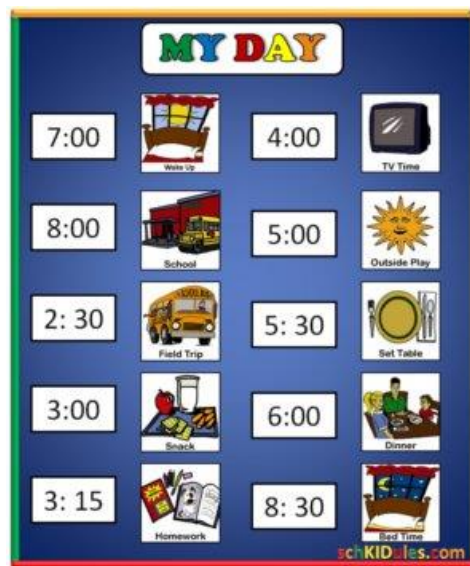 MY DAY
7:00
Wake Up
8:00
School
2: 30
Field Trip
3:00
Snack
3: 15
Homework
4:00
TV Time
5:00
Outside Play
5: 30
Set Table
6:00
Dinner
8: 30
Bed Time
schKIDules.com